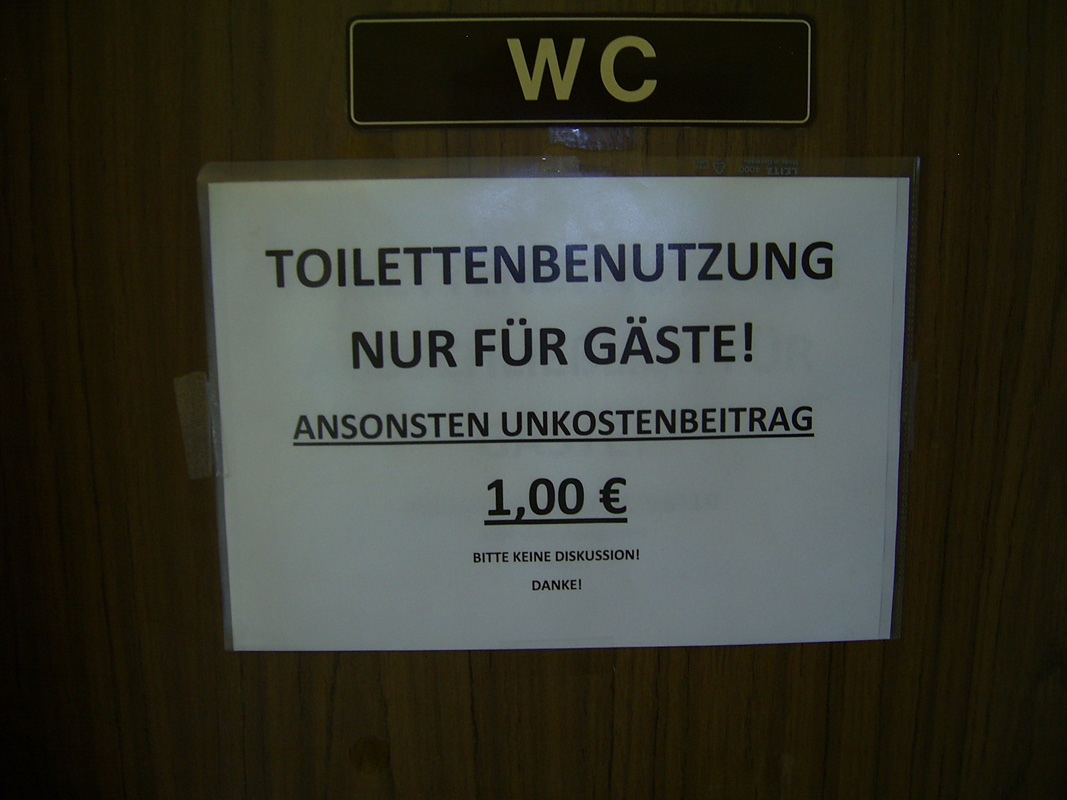 WC
TOILETTENBENUTZUNG
NUR FÜR GÄSTE!
ANSONSTEN UNKOSTENBEITRAG
1,00 €
BITTE KEINE DISKUSSION!
DANKE!